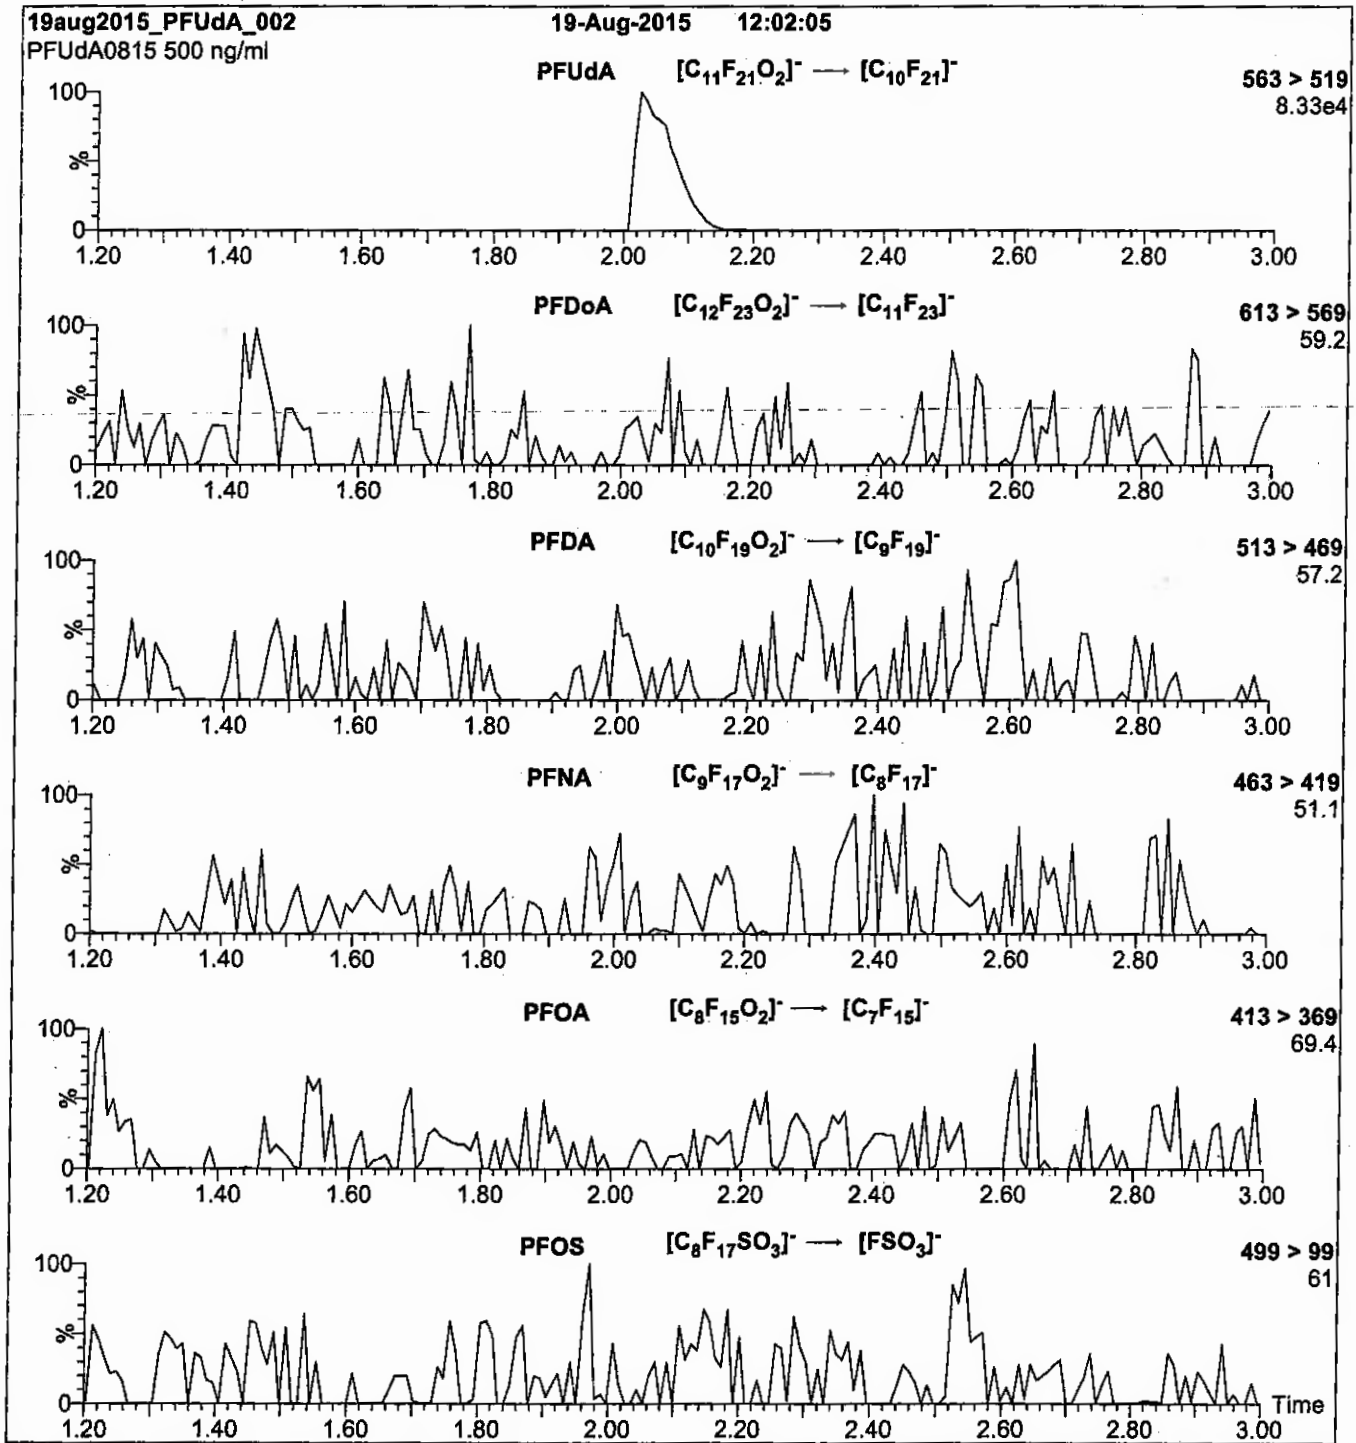 19aug2015_PFUdA_002 19-Aug-2015 12:02:05
PFUdA0815 500 ng/ml
PFUdA [C₁₁F₂₁O₂]⁻ → [C₁₀F₂₁]⁻ 563 > 519
8.33e4
100
%
0
1.20 1.40 1.60 1.80 2.00 2.20 2.40 2.60 2.80 3.00
PFDoA [C₁₂F₂₃O₂]⁻ → [C₁₁F₂₃]⁻ 613 > 569
59.2
100
%
0
1.20 1.40 1.60 1.80 2.00 2.20 2.40 2.60 2.80 3.00
PFDA [C₁₀F₁₉O₂]⁻ → [C₉F₁₉]⁻ 513 > 469
57.2
100
%
0
1.20 1.40 1.60 1.80 2.00 2.20 2.40 2.60 2.80 3.00
PFNA [C₉F₁₇O₂]⁻ → [C₈F₁₇]⁻ 463 > 419
51.1
100
%
0
1.20 1.40 1.60 1.80 2.00 2.20 2.40 2.60 2.80 3.00
PFOA [C₈F₁₅O₂]⁻ → [C₇F₁₅]⁻ 413 > 369
69.4
100
%
0
1.20 1.40 1.60 1.80 2.00 2.20 2.40 2.60 2.80 3.00
PFOS [C₈F₁₇SO₃]⁻ → [FSO₃]⁻ 499 > 99
61
100
%
0 Time
1.20 1.40 1.60 1.80 2.00 2.20 2.40 2.60 2.80 3.00